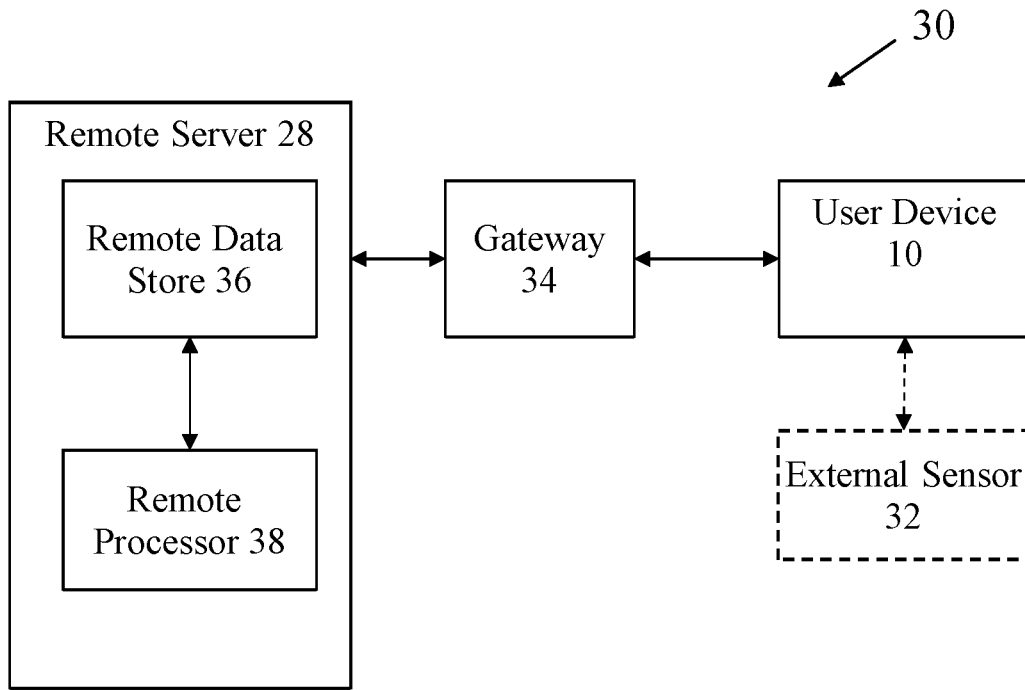 30
Remote Server 28
Remote Data
Store 36
Gateway
34
User Device
10
Remote
Processor 38
External Sensor
32